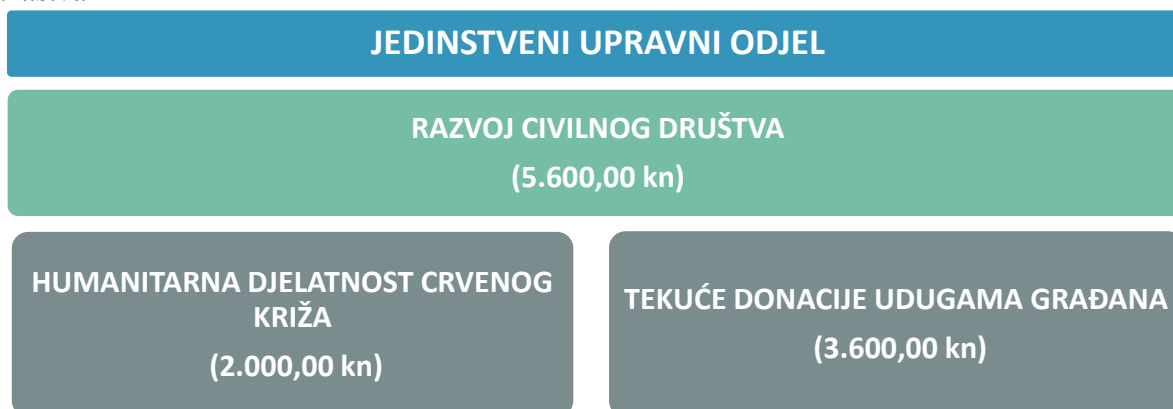 JEDINSTVENI UPRAVNI ODJEL
RAZVOJ CIVILNOG DRUŠTVA
(5.600,00 kn)
HUMANITARNA DJELATNOST CRVENOG
KRIŽA
(2.000,00 kn)
TEKUĆE DONACIJE UDUGAMA GRAĐANA
(3.600,00 kn)